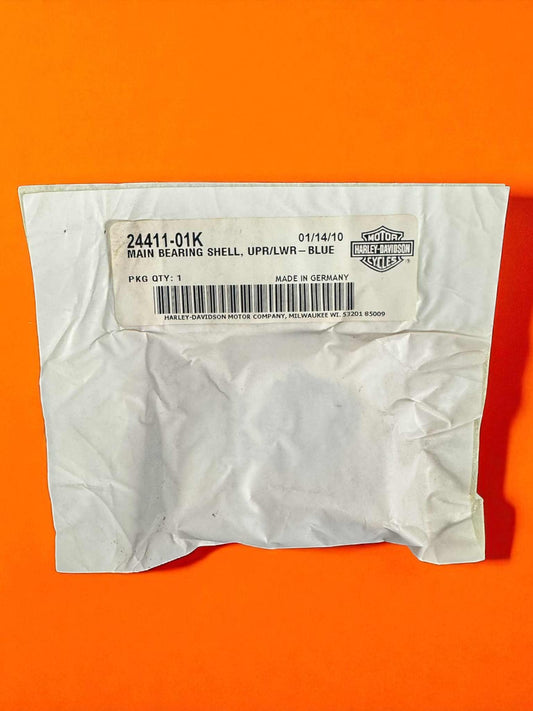 24411-01K 01/14/10
MAIN BEARING SHELL, UPR/LWR-BLUE
PKG QTY: 1 MADE IN GERMANY
HARLEY-DAVIDSON MOTOR COMPANY, MILWAUKEE WI. 53201 85009
MOTOR
HARLEY-DAVIDSON
CYCLES